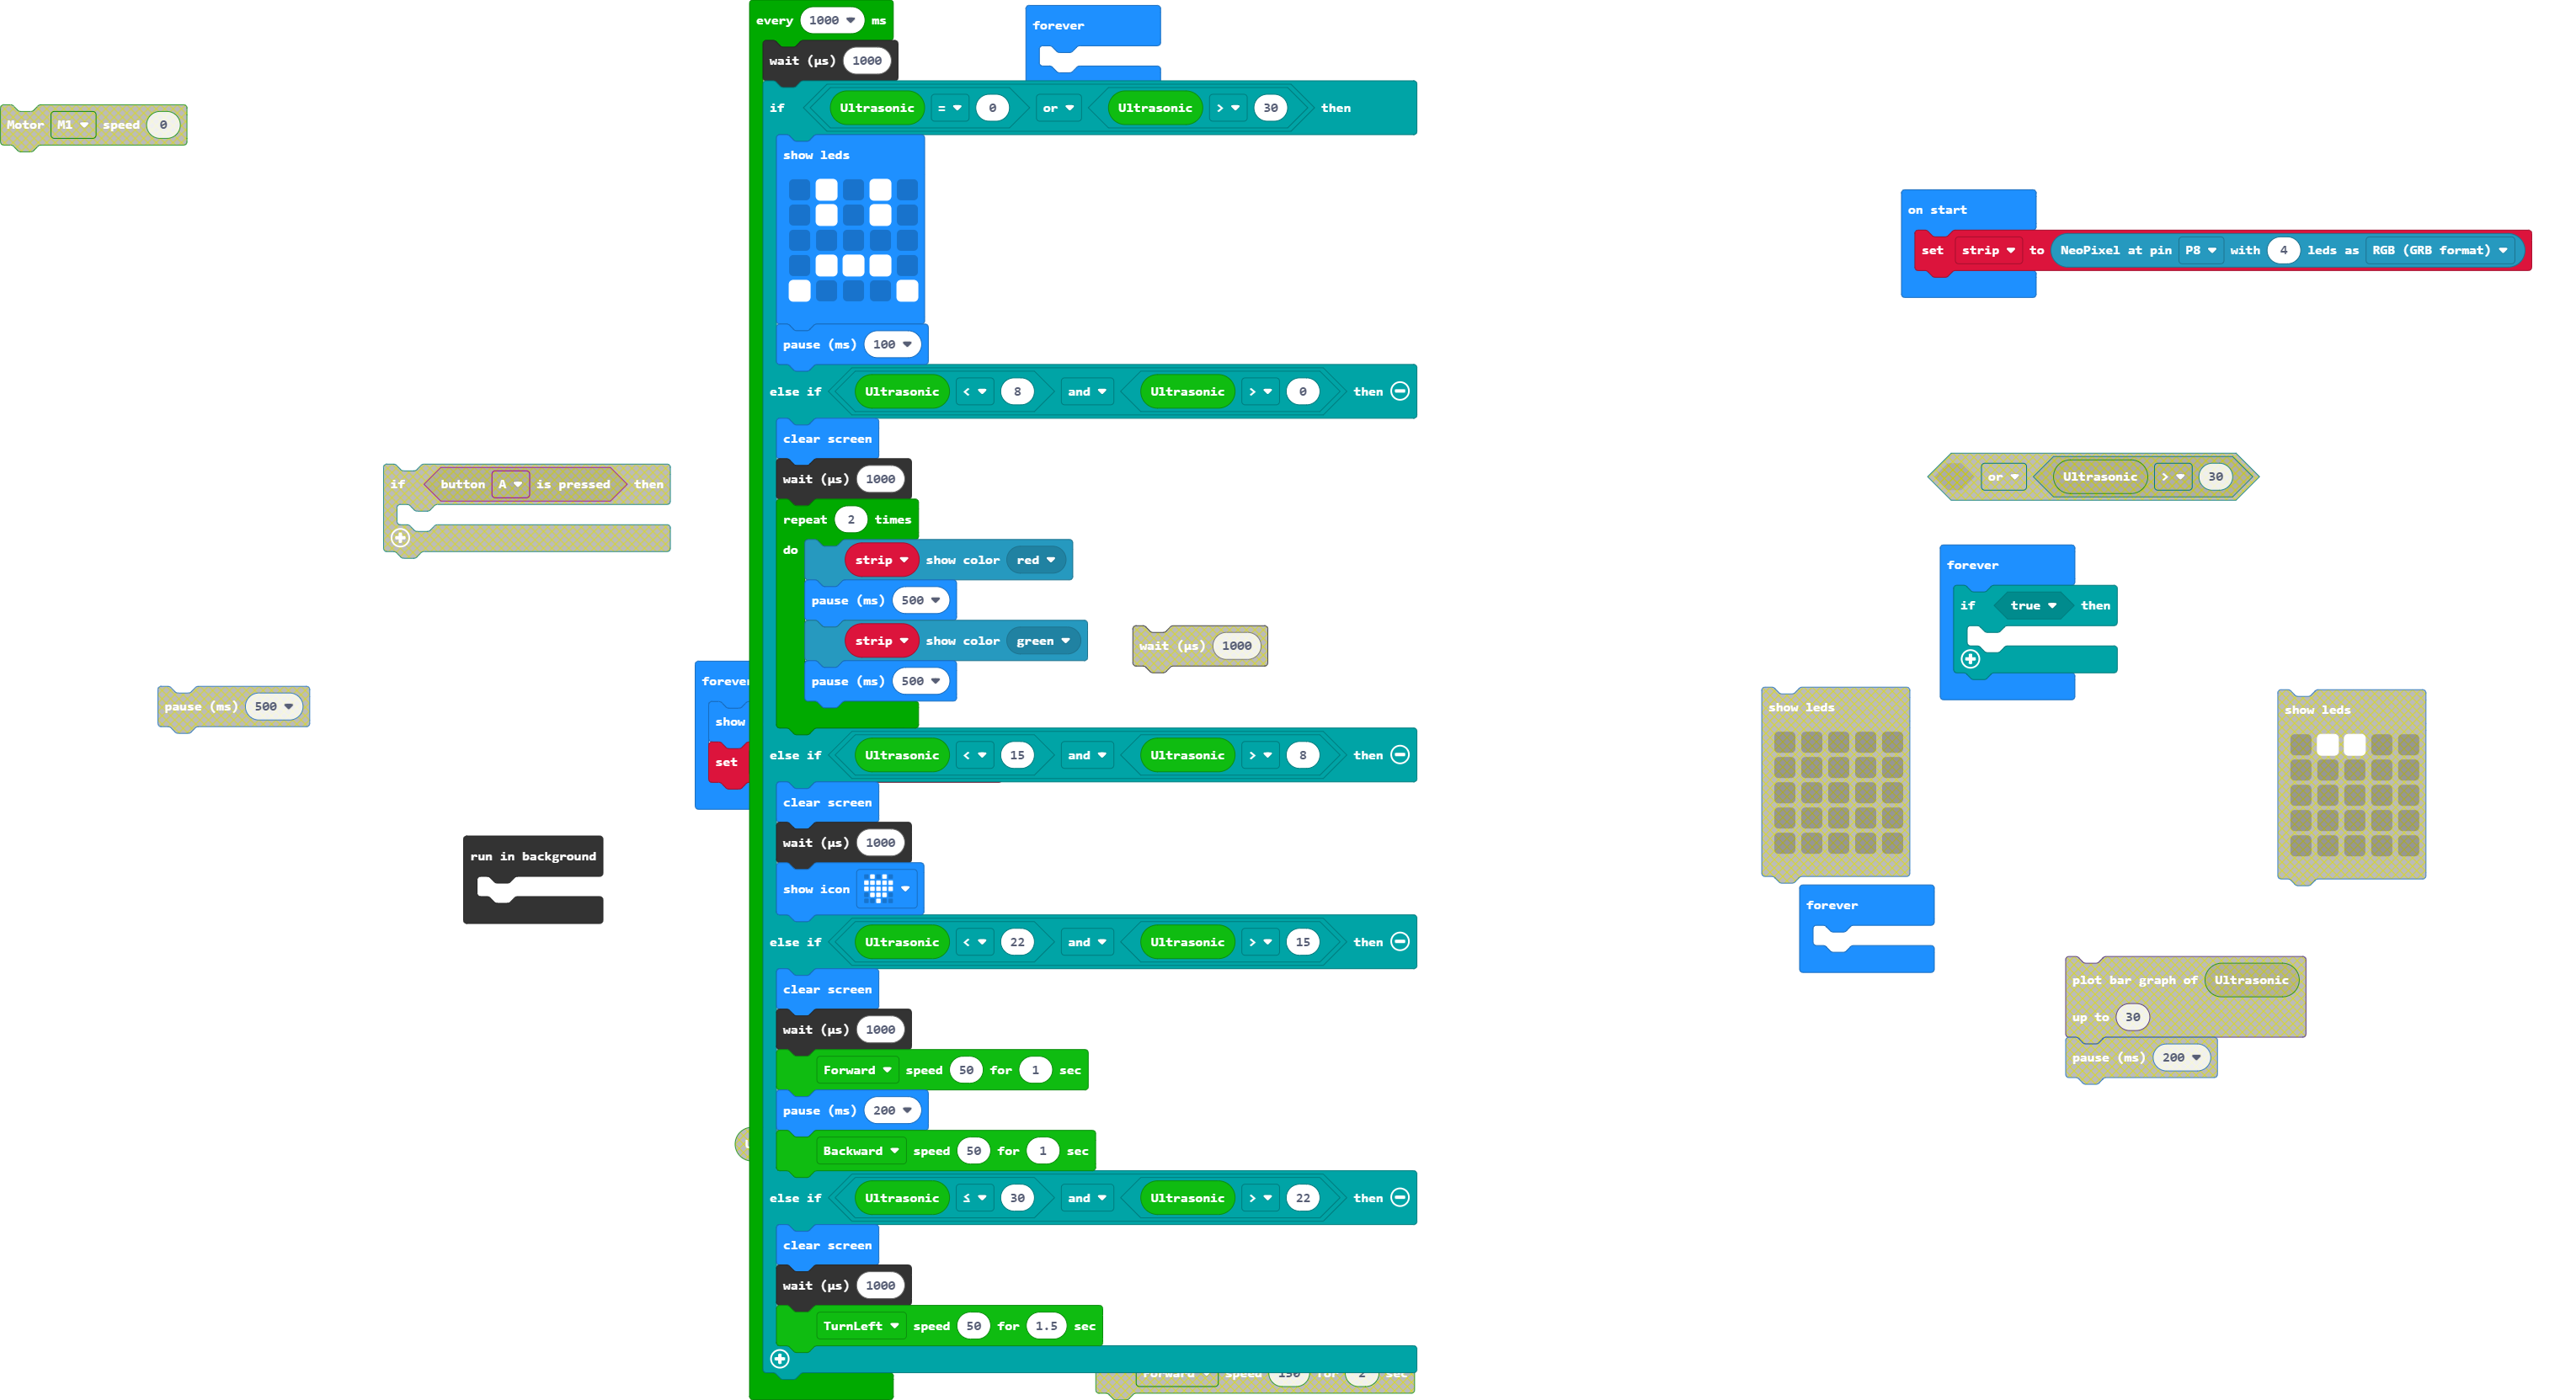 every 1000 ms
wait (µs) 1000
if Ultrasonic = 0 or Ultrasonic > 30 then
show leds
pause (ms) 100
else if Ultrasonic < 8 and Ultrasonic > 0 then
clear screen
wait (µs) 1000
repeat 2 times
do
strip show color red
pause (ms) 500
strip show color green
pause (ms) 500
else if Ultrasonic < 15 and Ultrasonic > 8 then
clear screen
wait (µs) 1000
show icon
else if Ultrasonic < 22 and Ultrasonic > 15 then
clear screen
wait (µs) 1000
Forward speed 50 for 1 sec
pause (ms) 200
Backward speed 50 for 1 sec
else if Ultrasonic ≤ 30 and Ultrasonic > 22 then
clear screen
wait (µs) 1000
TurnLeft speed 50 for 1.5 sec
forever
Motor M1 speed 0
if button A is pressed then
pause (ms) 500
run in background
forever
show
set
wait (µs) 1000
Forward speed 150 for 2 sec
on start
set strip to NeoPixel at pin P8 with 4 leds as RGB (GRB format)
or Ultrasonic > 30
forever
if true then
show leds
show leds
forever
plot bar graph of Ultrasonic
up to 30
pause (ms) 200